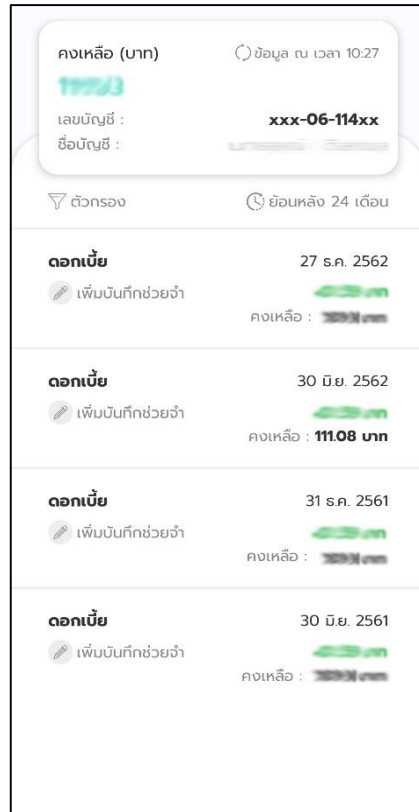 คงเหลือ (บาท) ข้อมูล ณ เวลา 10:27
เลขบัญชี : xxx-06-114xx
ชื่อบัญชี :
ตัวกรอง ย้อนหลัง 24 เดือน
ดอกเบี้ย 27 ธ.ค. 2562
เพิ่มบันทึกช่วยจำ
คงเหลือ :
ดอกเบี้ย 30 มิ.ย. 2562
เพิ่มบันทึกช่วยจำ
คงเหลือ : 111.08 บาท
ดอกเบี้ย 31 ธ.ค. 2561
เพิ่มบันทึกช่วยจำ
คงเหลือ :
ดอกเบี้ย 30 มิ.ย. 2561
เพิ่มบันทึกช่วยจำ
คงเหลือ :